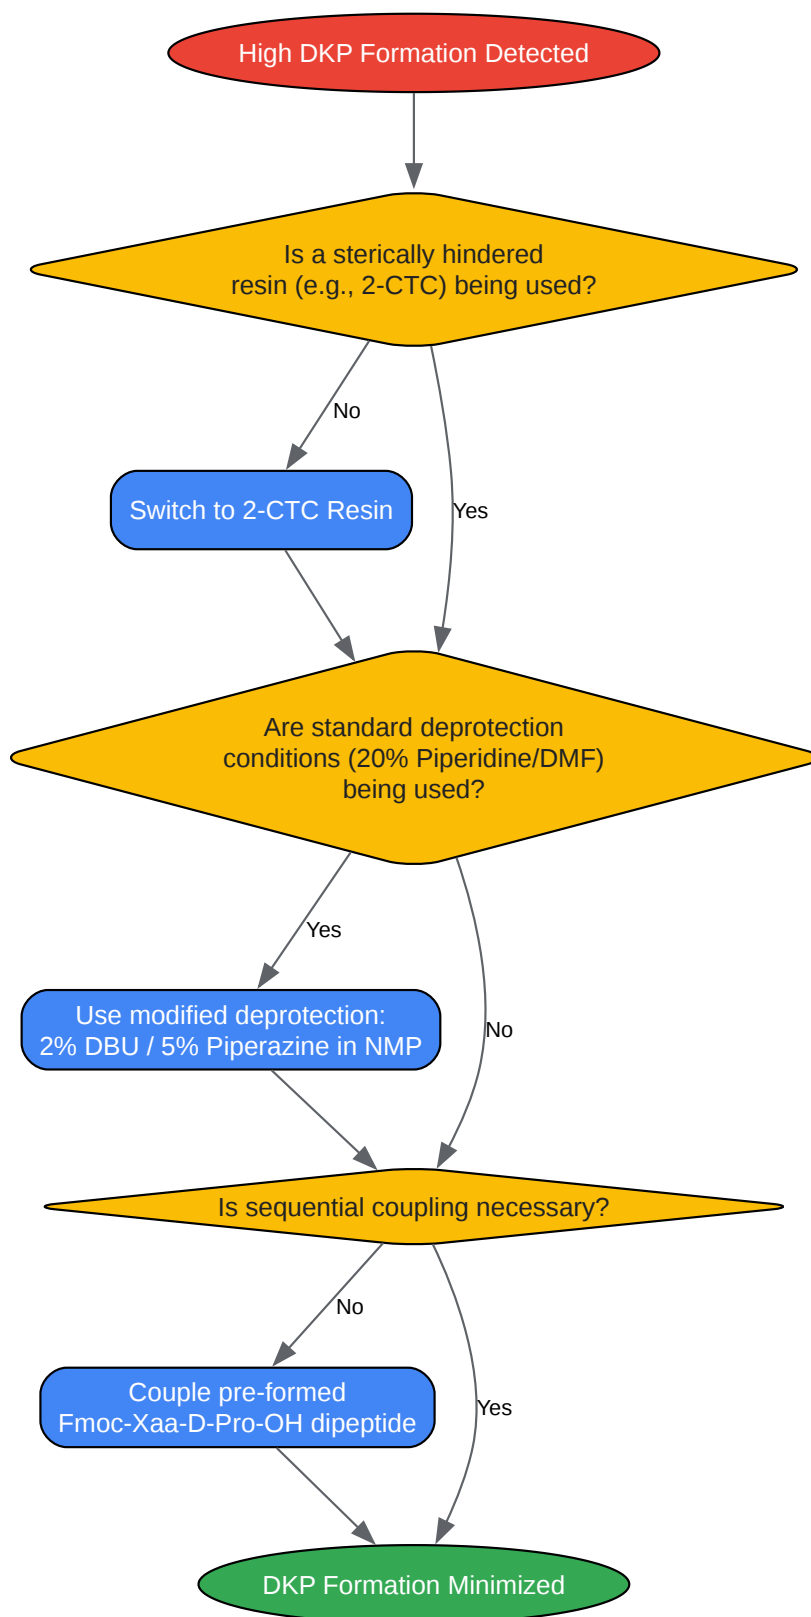 High DKP Formation Detected
Is a sterically hindered
resin (e.g., 2-CTC) being used?
No
Switch to 2-CTC Resin
Yes
Are standard deprotection
conditions (20% Piperidine/DMF)
being used?
Yes
Use modified deprotection:
2% DBU / 5% Piperazine in NMP
No
Is sequential coupling necessary?
No
Couple pre-formed
Fmoc-Xaa-D-Pro-OH dipeptide
Yes
DKP Formation Minimized